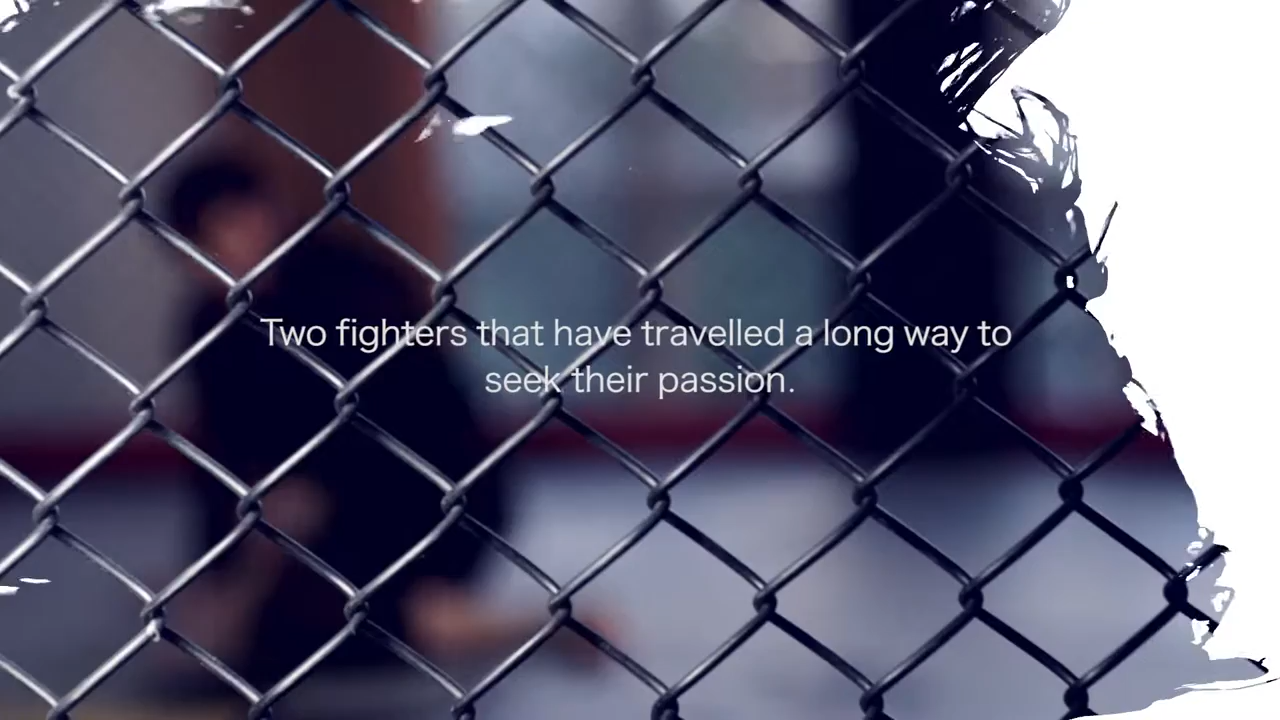 Two fighters that have travelled a long way to
seek their passion.